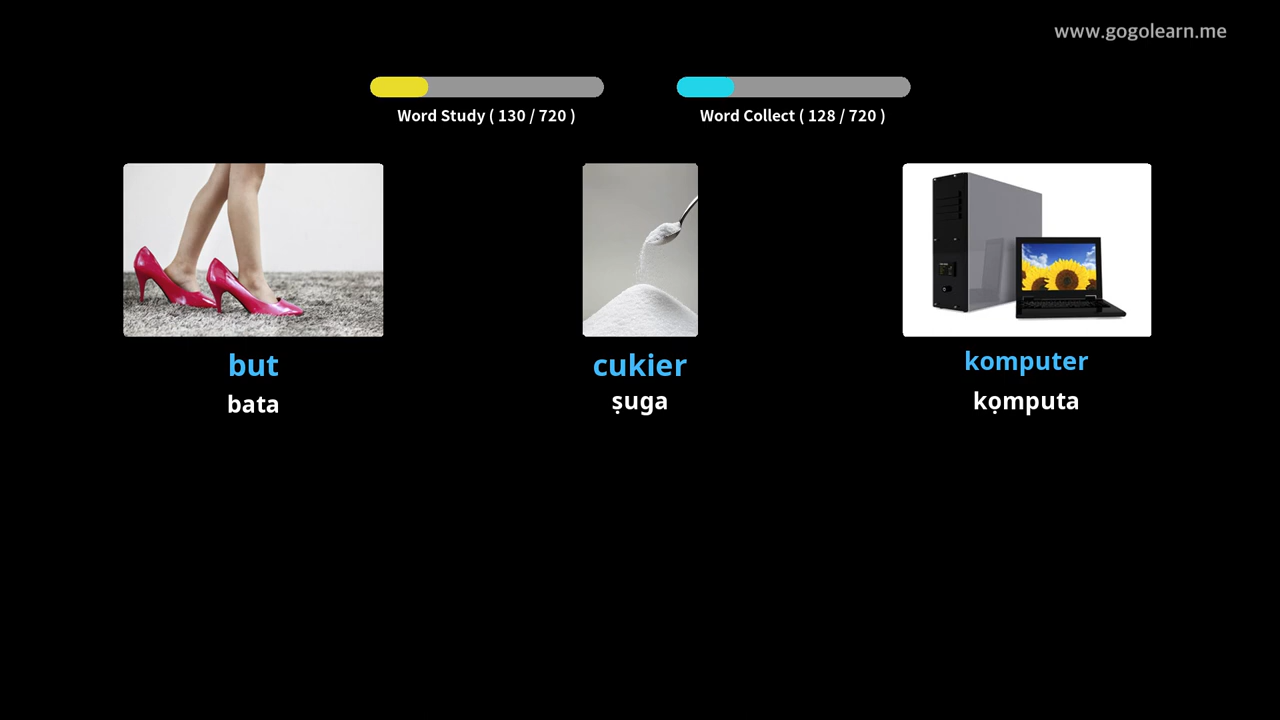 www.gogolearn.me
Word Study ( 130 / 720 )
Word Collect ( 128 / 720 )
but
bata
cukier
ṣuga
komputer
kọmputa